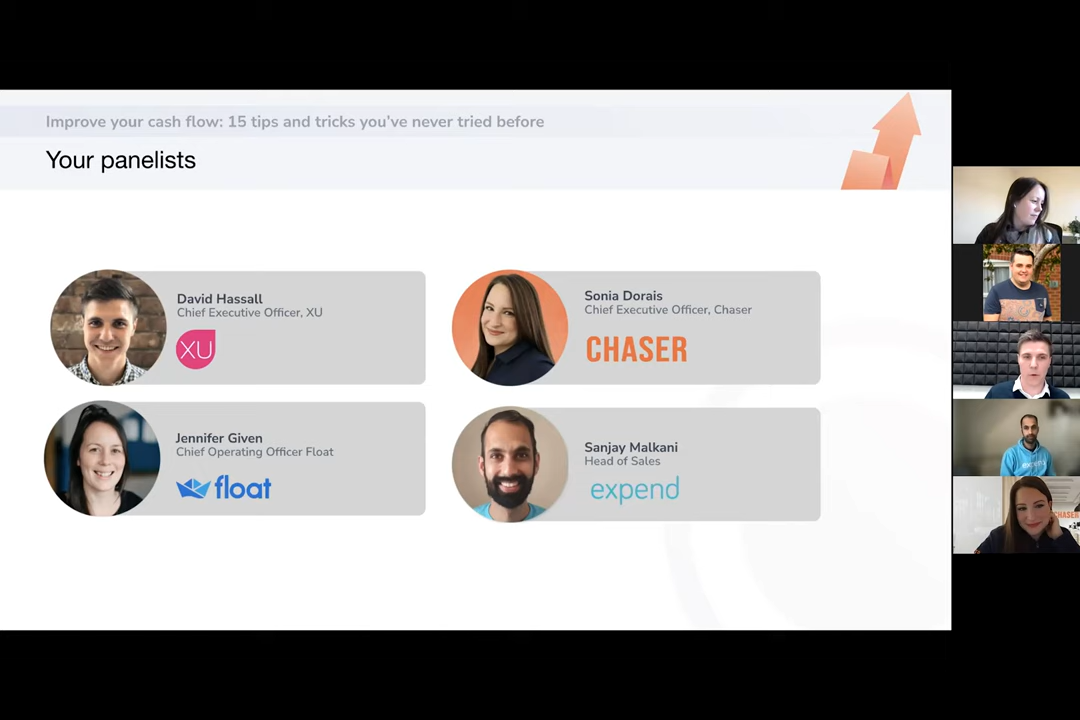 Improve your cash flow: 15 tips and tricks you've never tried before
Your panelists
David Hassall
Chief Executive Officer, XU
XU
Sonia Dorais
Chief Executive Officer, Chaser
CHASER
Jennifer Given
Chief Operating Officer Float
float
Sanjay Malkani
Head of Sales
expend
CHASER